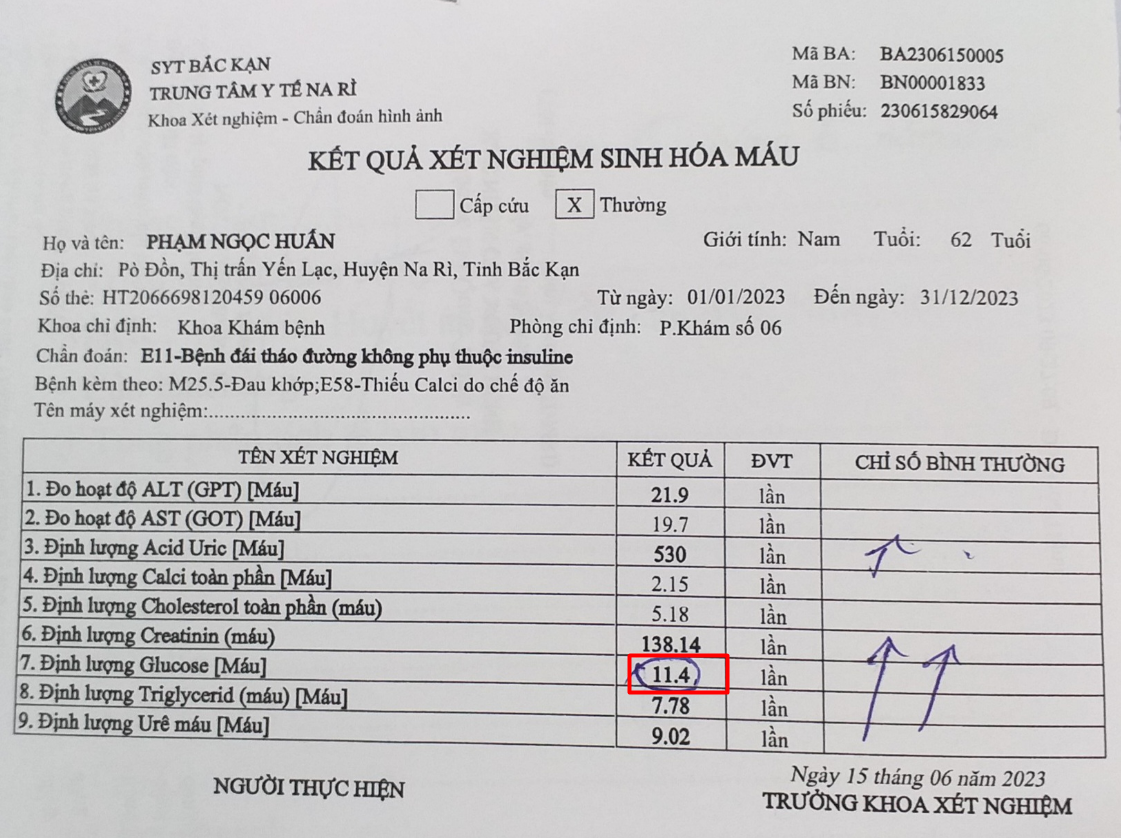 SYT BẮC KẠN
TRUNG TÂM Y TẾ NA RÌ
Khoa Xét nghiệm - Chẩn đoán hình ảnh
Mã BA: BA2306150005
Mã BN: BN00001833
Số phiếu: 230615829064
KẾT QUẢ XÉT NGHIỆM SINH HÓA MÁU
Cấp cứu X Thường
Họ và tên: PHẠM NGỌC HUẤN Giới tính: Nam Tuổi: 62 Tuổi
Địa chỉ: Pò Đồn, Thị trấn Yến Lạc, Huyện Na Rì, Tỉnh Bắc Kạn
Số thẻ: HT2066698120459 06006 Từ ngày: 01/01/2023 Đến ngày: 31/12/2023
Khoa chỉ định: Khoa Khám bệnh Phòng chỉ định: P.Khám số 06
Chẩn đoán: E11-Bệnh đái tháo đường không phụ thuộc insuline
Bệnh kèm theo: M25.5-Đau khớp;E58-Thiếu Calci do chế độ ăn
Tên máy xét nghiệm:................................................
TÊN XÉT NGHIỆM KẾT QUẢ ĐVT CHỈ SỐ BÌNH THƯỜNG
1. Đo hoạt độ ALT (GPT) [Máu] 21.9 lần
2. Đo hoạt độ AST (GOT) [Máu] 19.7 lần
3. Định lượng Acid Uric [Máu] 530 lần
4. Định lượng Calci toàn phần [Máu] 2.15 lần
5. Định lượng Cholesterol toàn phần (máu) 5.18 lần
6. Định lượng Creatinin (máu) 138.14 lần
7. Định lượng Glucose [Máu] 11.4 lần
8. Định lượng Triglycerid (máu) [Máu] 7.78 lần
9. Định lượng Urê máu [Máu] 9.02 lần
Ngày 15 tháng 06 năm 2023
NGƯỜI THỰC HIỆN TRƯỞNG KHOA XÉT NGHIỆM